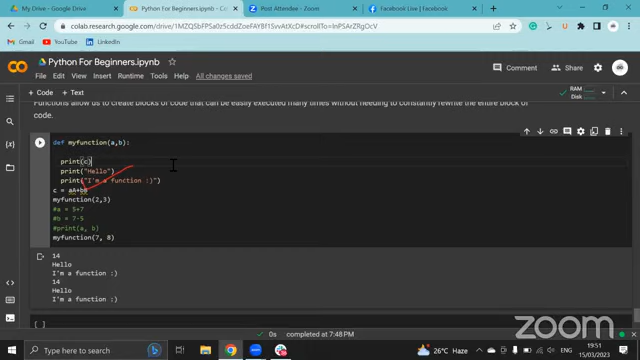 My Drive - Google Drive
Python For Beginners.ipynb - Co
Post Attendee - Zoom
Facebook Live | Facebook
colab.research.google.com/drive/
Gmail
YouTube
LinkedIn
Python For Beginners.ipynb
File Edit View Insert Runtime Tools Help All changes saved
Comment
Share
+ Code + Text
RAM
Disk
Functions allow us to create blocks of code that can be easily executed many times without needing to constantly rewrite the entire block of
code.
def myfunction(a,b):
print(c)
print("Hello")
print("I'm a function :)")
myfunction(2,3)
#a = 5+7
#b = 7-5
#print(a, b)
myfunction(7, 8)
14
Hello
I'm a function :)
14
Hello
I'm a function :)
[ ]
0s completed at 7:48 PM
zoom
Type here to search
26°C Haze
ENG
19:51
15/03/2023